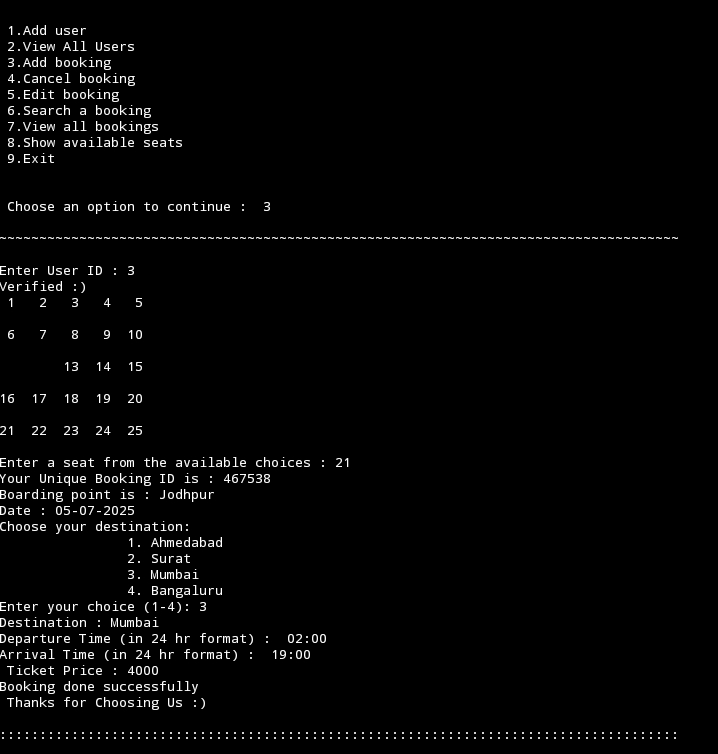 1.Add user
2.View All Users
3.Add booking
4.Cancel booking
5.Edit booking
6.Search a booking
7.View all bookings
8.Show available seats
9.Exit
Choose an option to continue :  3
~~~~~~~~~~~~~~~~~~~~~~~~~~~~~~~~~~~~~~~~~~~~~~~~~~~~~~~~~~~~~~~~~~~~~~~~~~~~~~~~~~~~~
Enter User ID : 3
Verified :)
1   2   3   4   5
6   7   8   9  10
13  14  15
16  17  18  19  20
21  22  23  24  25
Enter a seat from the available choices : 21
Your Unique Booking ID is : 467538
Boarding point is : Jodhpur
Date : 05-07-2025
Choose your destination:
1. Ahmedabad
2. Surat
3. Mumbai
4. Bangaluru
Enter your choice (1-4): 3
Destination : Mumbai
Departure Time (in 24 hr format) :  02:00
Arrival Time (in 24 hr format) :  19:00
Ticket Price : 4000
Booking done successfully
Thanks for Choosing Us :)
:::::::::::::::::::::::::::::::::::::::::::::::::::::::::::::::::::::::::::::::::::::